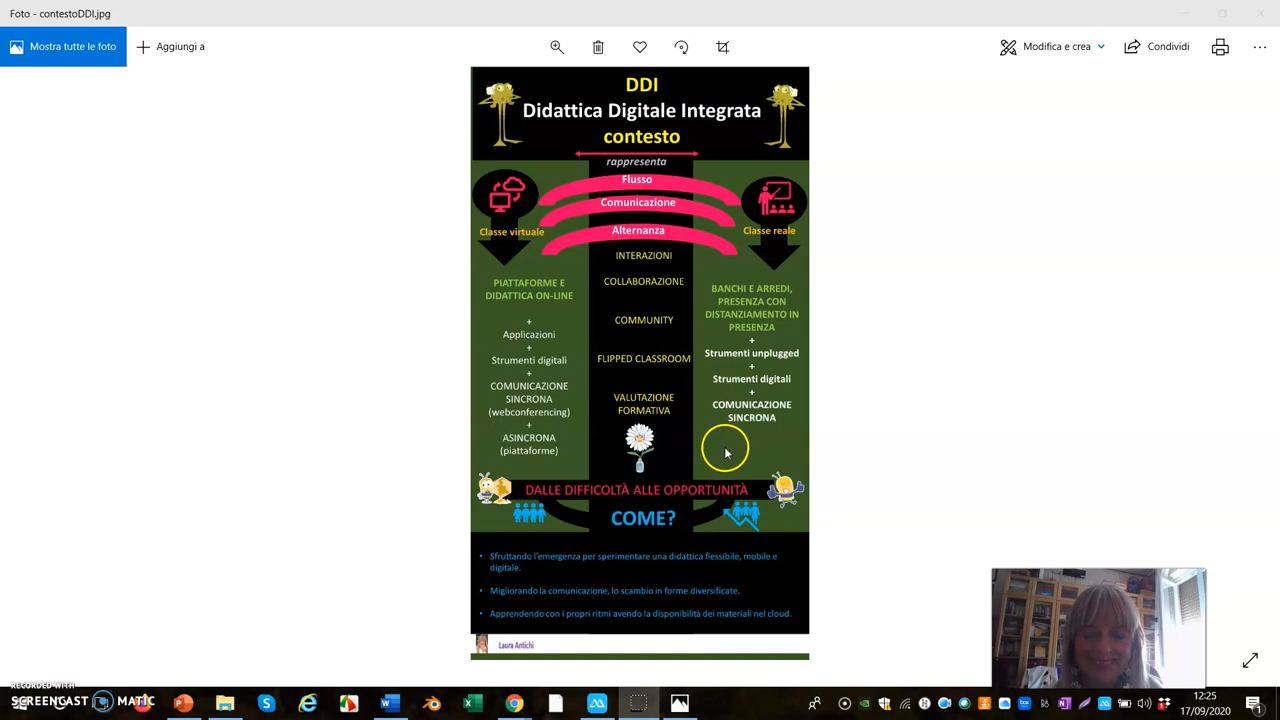 Foto - contestoDDI.jpg
Mostra tutte le foto
Aggiungi a
Modifica e crea
Condividi
DDI
Didattica Digitale Integrata
contesto
rappresenta
Flusso
Comunicazione
Alternanza
Classe virtuale
Classe reale
PIATTAFORME E
DIDATTICA ON-LINE
+
Applicazioni
+
Strumenti digitali
+
COMUNICAZIONE
SINCRONA
(webconferencing)
+
ASINCRONA
(piattaforme)
INTERAZIONI
COLLABORAZIONE
COMMUNITY
FLIPPED CLASSROOM
VALUTAZIONE
FORMATIVA
BANCHI E ARREDI,
PRESENZA CON
DISTANZIAMENTO IN
PRESENZA
+
Strumenti unplugged
+
Strumenti digitali
+
COMUNICAZIONE
SINCRONA
DALLE DIFFICOLTÀ ALLE OPPORTUNITÀ
COME?
• Sfruttando l'emergenza per sperimentare una didattica flessibile, mobile e
digitale.
• Migliorando la comunicazione, lo scambio in forme diversificate.
• Apprendendo con i propri ritmi avendo la disponibilità dei materiali nel cloud.
Laura Antichi
RECORDED WITH
SCREENCAST MATIC
12:25
17/09/2020